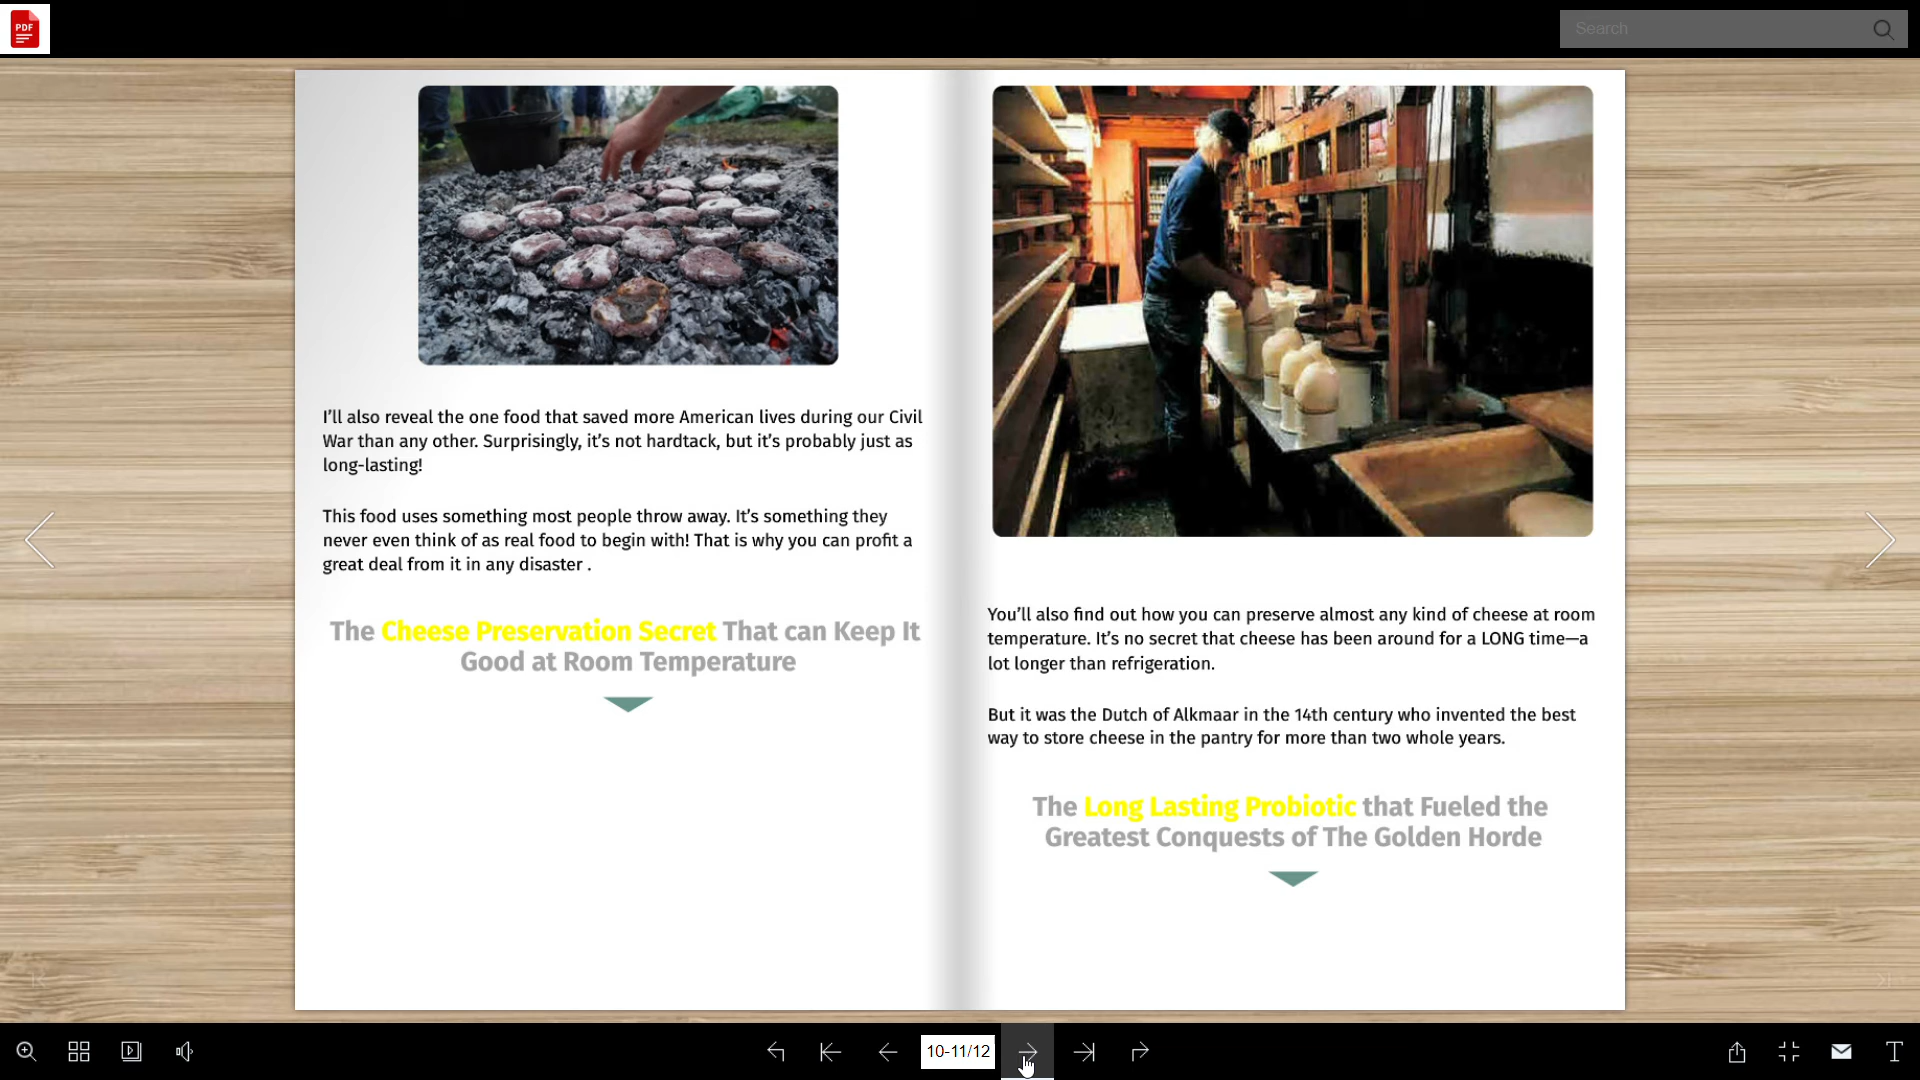 PDF
Search
I'll also reveal the one food that saved more American lives during our Civil
War than any other. Surprisingly, it's not hardtack, but it's probably just as
long-lasting!
This food uses something most people throw away. It's something they
never even think of as real food to begin with! That is why you can profit a
great deal from it in any disaster .
The Cheese Preservation Secret That can Keep It
Good at Room Temperature
You'll also find out how you can preserve almost any kind of cheese at room
temperature. It's no secret that cheese has been around for a LONG time—a
lot longer than refrigeration.
But it was the Dutch of Alkmaar in the 14th century who invented the best
way to store cheese in the pantry for more than two whole years.
The Long Lasting Probiotic that Fueled the
Greatest Conquests of The Golden Horde
10-11/12